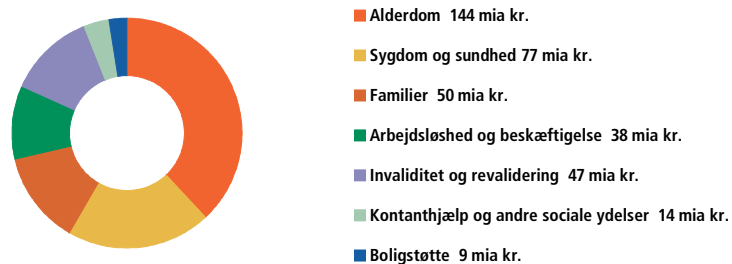 Alderdom 144 mia kr.
Sygdom og sundhed 77 mia kr.
Familier 50 mia kr.
Arbejdsløshed og beskæftigelse 38 mia kr.
Invaliditet og revalidering 47 mia kr.
Kontanthjælp og andre sociale ydelser 14 mia kr.
Boligstøtte 9 mia kr.